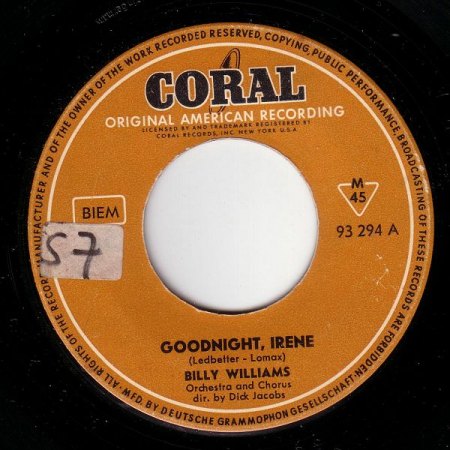 ALL RIGHTS OF THE RECORD MANUFACTURER AND OF THE OWNER OF THE WORK RECORDED RESERVED, COPYING, PUBLIC PERFORMANCE, BROADCASTING OF THESE RECORDS ARE FORBIDDEN
CORAL
ORIGINAL AMERICAN RECORDING
LICENSED BY AND TRADEMARK REGISTERED BY
CORAL RECORDS, INC. NEW YORK U.S.A
BIEM
M
45
S7
93 294 A
GOODNIGHT, IRENE
(Ledbetter - Lomax)
BILLY WILLIAMS
Orchestra and Chorus
dir. by Dick Jacobs
MFD. BY DEUTSCHE GRAMMOPHON GESELLSCHAFT